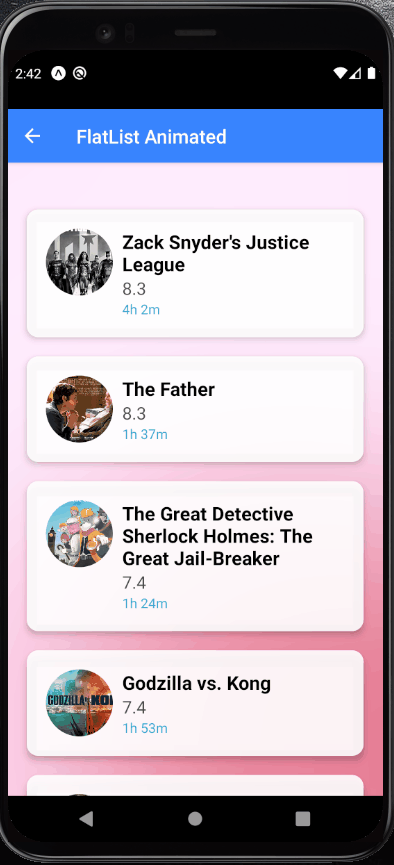 2:42
FlatList Animated
Zack Snyder's Justice
League
8.3
4h 2m
The Father
8.3
1h 37m
The Great Detective
Sherlock Holmes: The
Great Jail-Breaker
7.4
1h 24m
GODZILLA
Godzilla vs. Kong
7.4
1h 53m